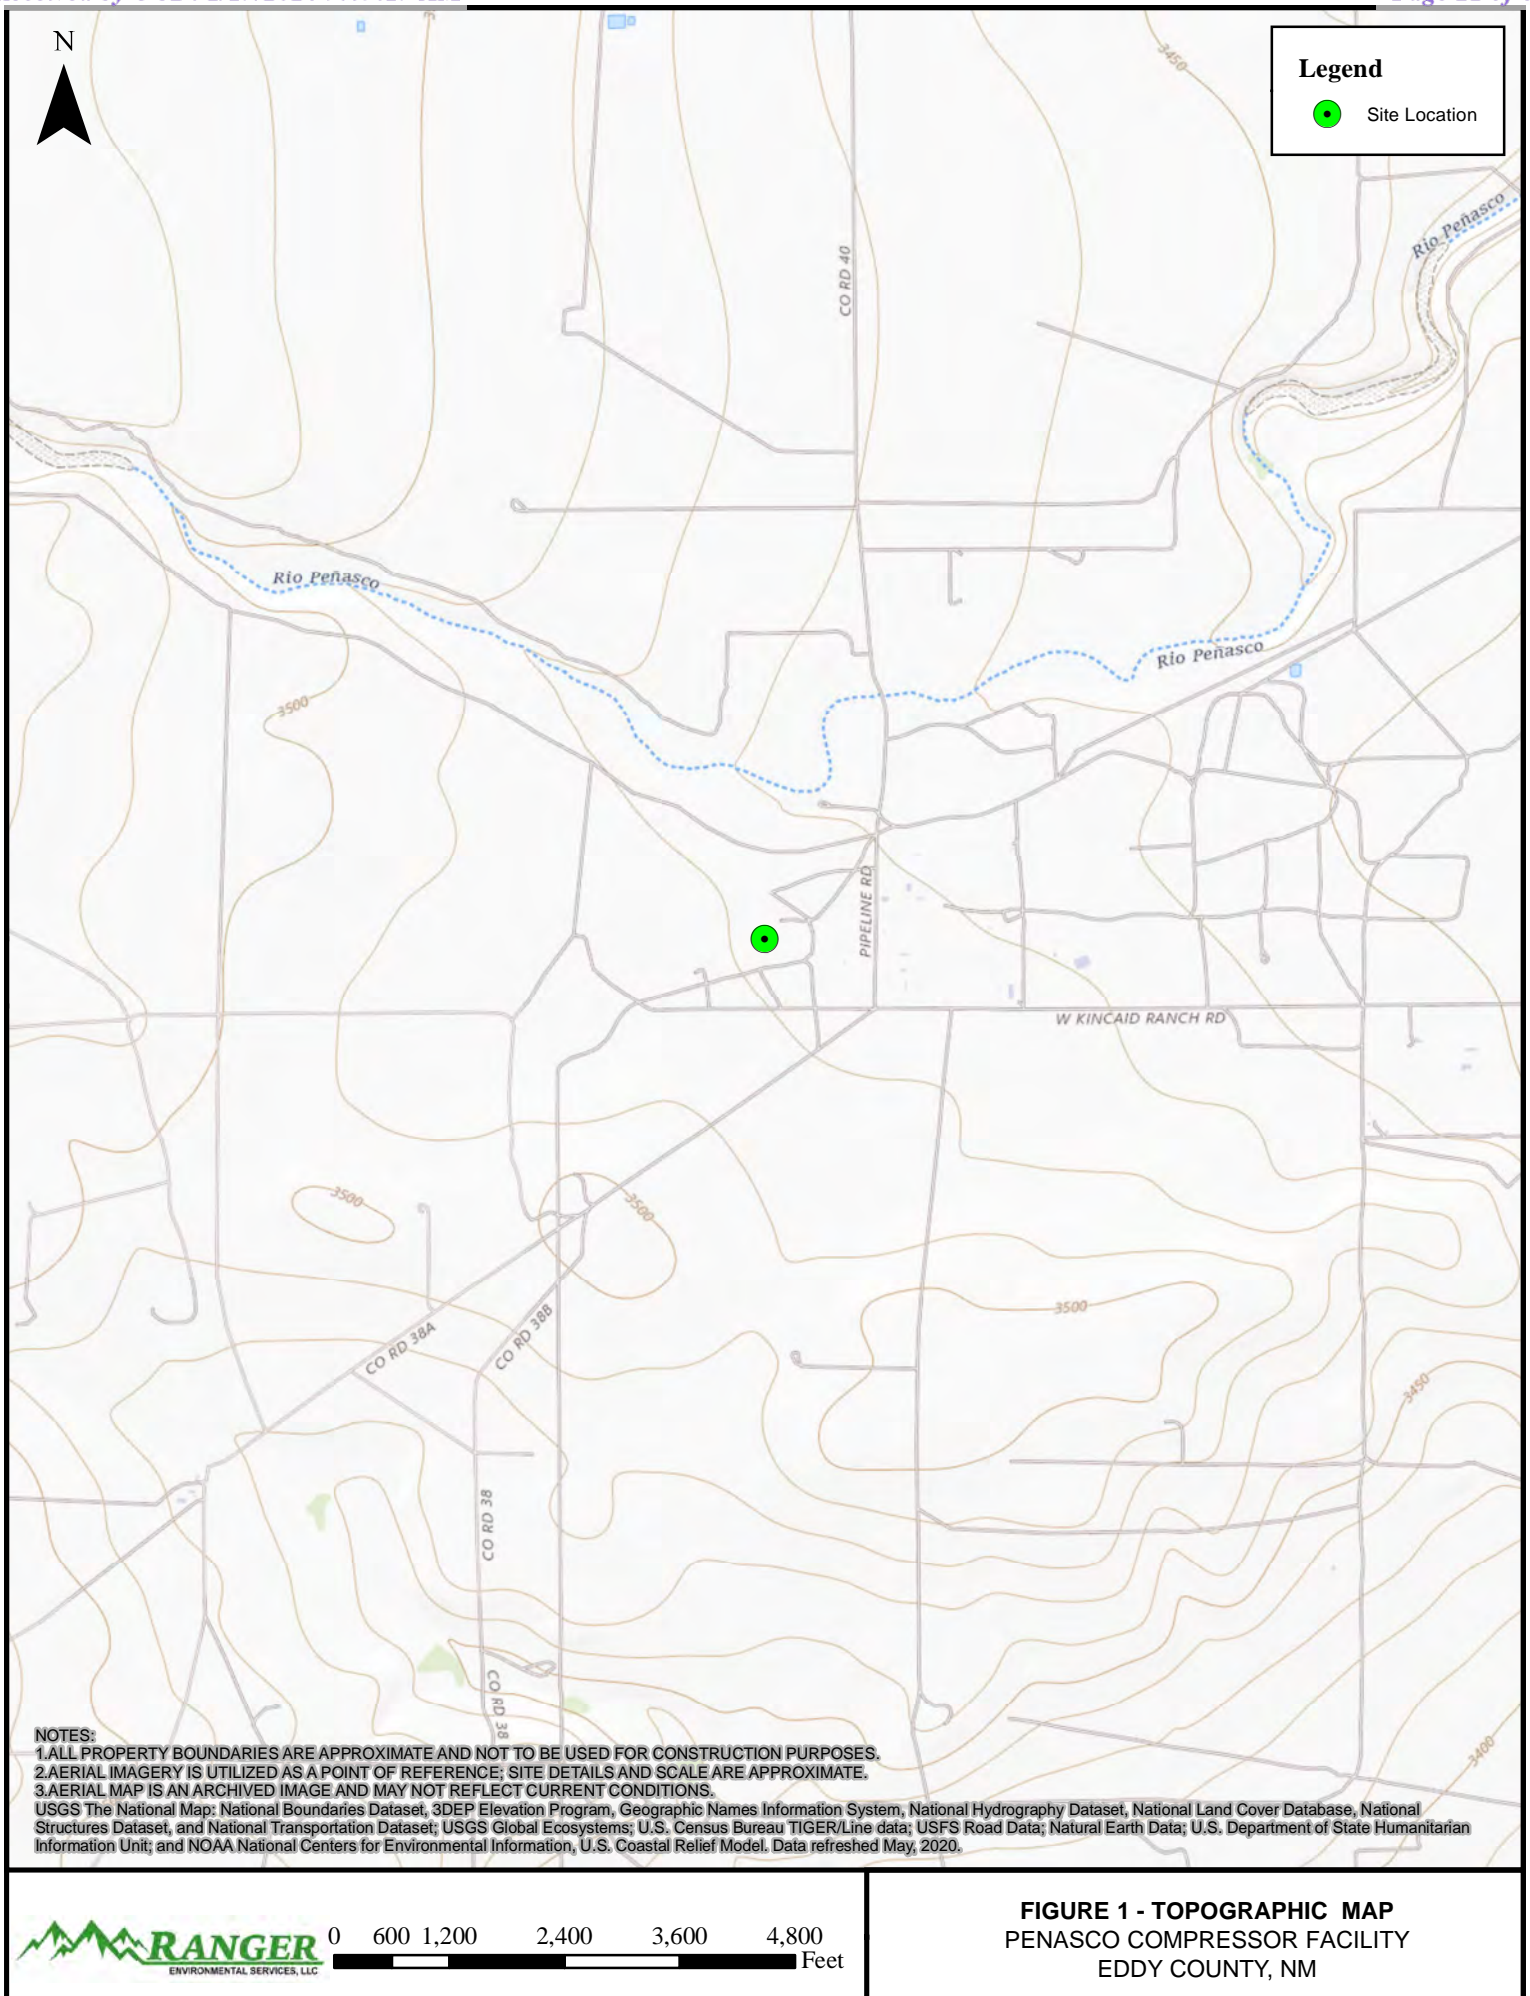 N
Legend
Site Location
3450
Rio Peñasco
CO RD 40
Rio Peñasco
Rio Peñasco
3500
PIPELINE RD
W KINCAID RANCH RD
3500
3500
3500
CO RD 38A
CO RD 38B
3450
CO RD 38
CO RD 38
3400
NOTES:
1.ALL PROPERTY BOUNDARIES ARE APPROXIMATE AND NOT TO BE USED FOR CONSTRUCTION PURPOSES.
2.AERIAL IMAGERY IS UTILIZED AS A POINT OF REFERENCE; SITE DETAILS AND SCALE ARE APPROXIMATE.
3.AERIAL MAP IS AN ARCHIVED IMAGE AND MAY NOT REFLECT CURRENT CONDITIONS.
USGS The National Map: National Boundaries Dataset, 3DEP Elevation Program, Geographic Names Information System, National Hydrography Dataset, National Land Cover Database, National
Structures Dataset, and National Transportation Dataset; USGS Global Ecosystems; U.S. Census Bureau TIGER/Line data; USFS Road Data; Natural Earth Data; U.S. Department of State Humanitarian
Information Unit; and NOAA National Centers for Environmental Information, U.S. Coastal Relief Model. Data refreshed May, 2020.
RANGER
ENVIRONMENTAL SERVICES, LLC
0 600 1,200 2,400 3,600 4,800
Feet
FIGURE 1 - TOPOGRAPHIC MAP
PENASCO COMPRESSOR FACILITY
EDDY COUNTY, NM